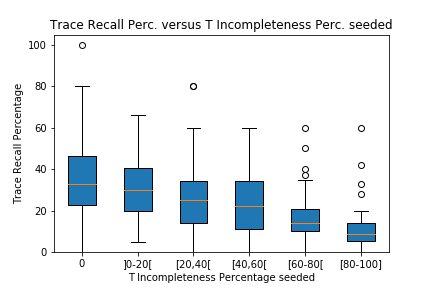 Trace Recall Perc. versus T Incompleteness Perc. seeded
100
80
60
40
20
0
Trace Recall Percentage
0 ]0-20[ [20,40[ [40,60[ [60-80[ [80-100]
T Incompleteness Percentage seeded